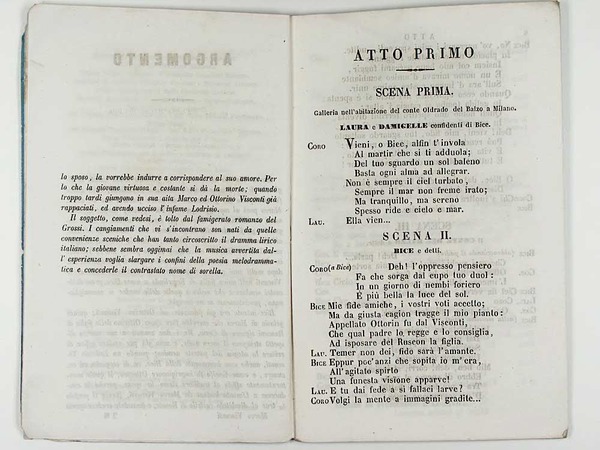 lo sposo, la vorrebbe indurre a corrispondere al suo amore. Per
lo che la giovane virtuosa e costante si dà la morte; quando
troppo tardi giungono in sua aita Marco ed Ottorino Visconti già
rappaciati, ed avendo ucciso l'infame Lodrisio.
Il soggetto, come vedesi, è tolto dal famigerato romanzo del
Grossi. I cangiamenti che vi s'incontrano son nati da quelle
convenienze sceniche che han tanto circoscritto il dramma lirico
italiano; sebbene sembra oggimai che la musica avvertita dal-
l'esperienza voglia slargare i confini della poesia melodramma-
tica e concederle il contrastato nome di sorella.
ATTO PRIMO
SCENA PRIMA.
Galleria nell'abitazione del conte Oldrado del Balzo a Milano.
LAURA e DAMIGELLE confidenti di Bice.
CORO Vieni, o Bice, alfin t'invola
Al martir che si ti adduola;
Del tuo sguardo un sol baleno
Basta ogni alma ad allegrar.
Non è sempre il ciel turbato,
Sempre il mar non freme irato;
Ma tranquillo, ma sereno
Spesso ride e cielo e mar.
LAU. Ella vien...
SCENA II.
BICE e detti.
CORO (a Bice) Deh! l'oppresso pensiero
Fa che sorga dal cupo tuo duol:
In un giorno di nembi foriero
È più bella la luce del sol.
BICE Mie fide amiche, i vostri voti accetto;
Ma da giusta cagion tragge il mio pianto:
Appellato Ottorin fu dal Visconti,
Che qual padre lo regge e lo consiglia,
Ad isposar del Ruscon la figlia.
LAU. Temer non dei, fido sarà l'amante.
BICE Eppur poc'anzi che sopita io m'era,
All'agitato spirto
Una funesta visione apparve!
LAU. E tu dai fede a sì fallaci larve?
CORO Volgi la mente a immagini gradite...